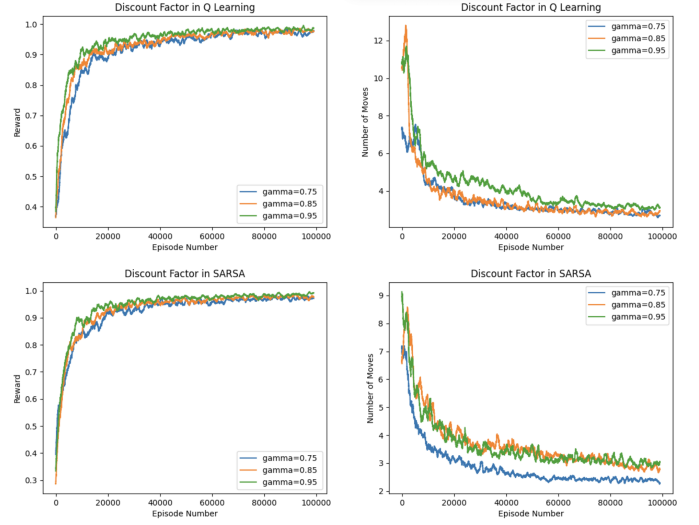 Discount Factor in Q Learning
1.0
0.9
0.8
0.7
0.6
0.5
0.4
Reward
gamma=0.75
gamma=0.85
gamma=0.95
0 20000 40000 60000 80000 100000
Episode Number
Discount Factor in Q Learning
12
10
8
6
4
Number of Moves
gamma=0.75
gamma=0.85
gamma=0.95
0 20000 40000 60000 80000 100000
Episode Number
Discount Factor in SARSA
1.0
0.9
0.8
0.7
0.6
0.5
0.4
0.3
Reward
gamma=0.75
gamma=0.85
gamma=0.95
0 20000 40000 60000 80000 100000
Episode Number
Discount Factor in SARSA
9
8
7
6
5
4
3
2
Number of Moves
gamma=0.75
gamma=0.85
gamma=0.95
0 20000 40000 60000 80000 100000
Episode Number